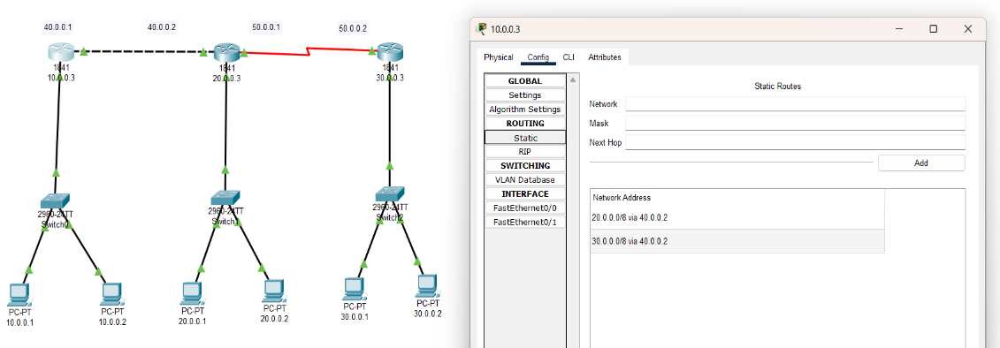 40.0.0.1
40.0.0.2
50.0.0.1
50.0.0.2
1841
10.0.0.3
1841
20.0.0.3
1841
30.0.0.3
2960-24TT
Switch0
2960-24TT
Switch1
2960-24TT
Switch2
PC-PT
10.0.0.1
PC-PT
10.0.0.2
PC-PT
20.0.0.1
PC-PT
20.0.0.2
PC-PT
30.0.0.1
PC-PT
30.0.0.2
10.0.0.3
Physical Config CLI Attributes
GLOBAL
Settings
Algorithm Settings
ROUTING
Static
RIP
SWITCHING
VLAN Database
INTERFACE
FastEthernet0/0
FastEthernet0/1
Static Routes
Network
Mask
Next Hop
Add
Network Address
20.0.0.0/8 via 40.0.0.2
30.0.0.0/8 via 40.0.0.2